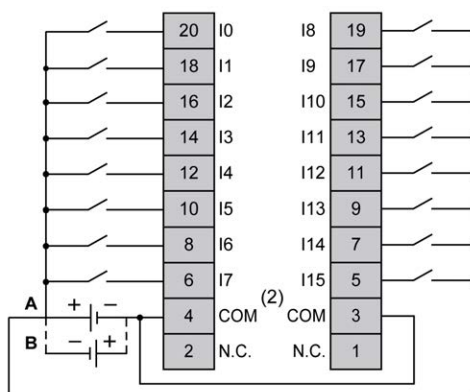 20 I0 I8 19
18 I1 I9 17
16 I2 I10 15
14 I3 I11 13
12 I4 I12 11
10 I5 I13 9
8 I6 I14 7
6 I7 I15 5
(2)
A + − 4 COM COM 3
B − + 2 N.C. N.C. 1